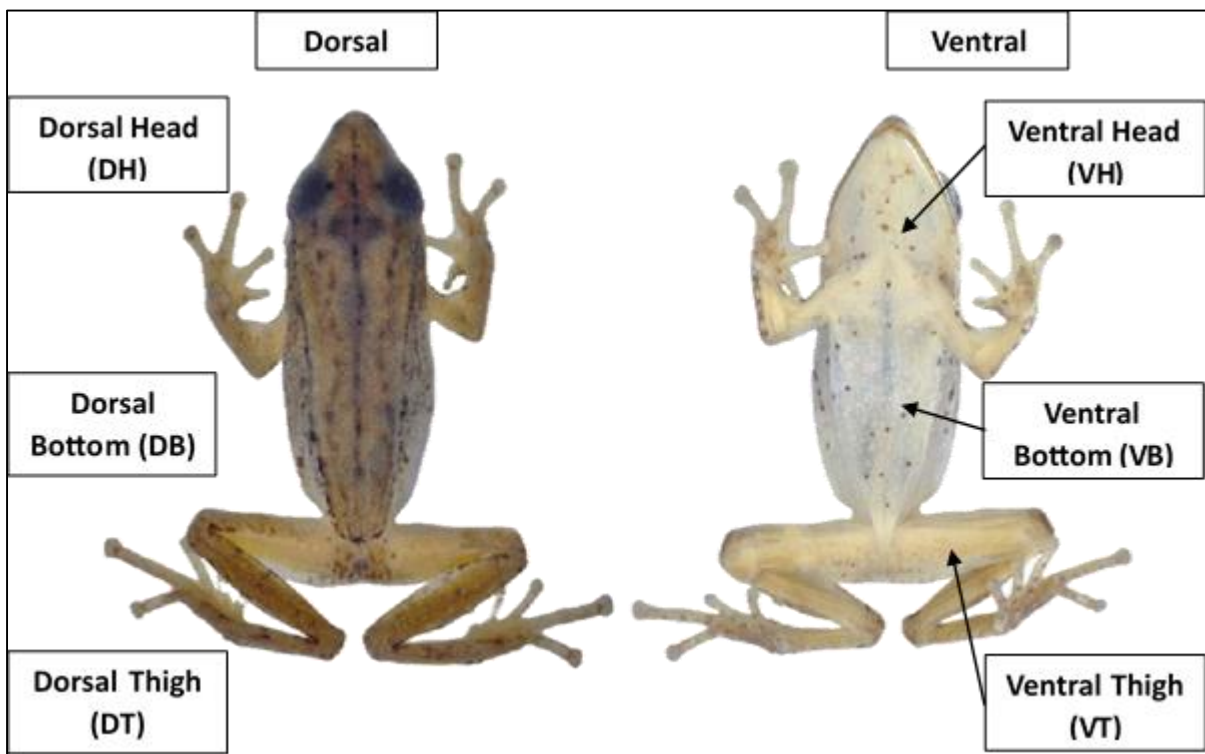 Dorsal
Ventral
Dorsal Head
(DH)
Ventral Head
(VH)
Dorsal
Bottom (DB)
Ventral
Bottom (VB)
Dorsal Thigh
(DT)
Ventral Thigh
(VT)